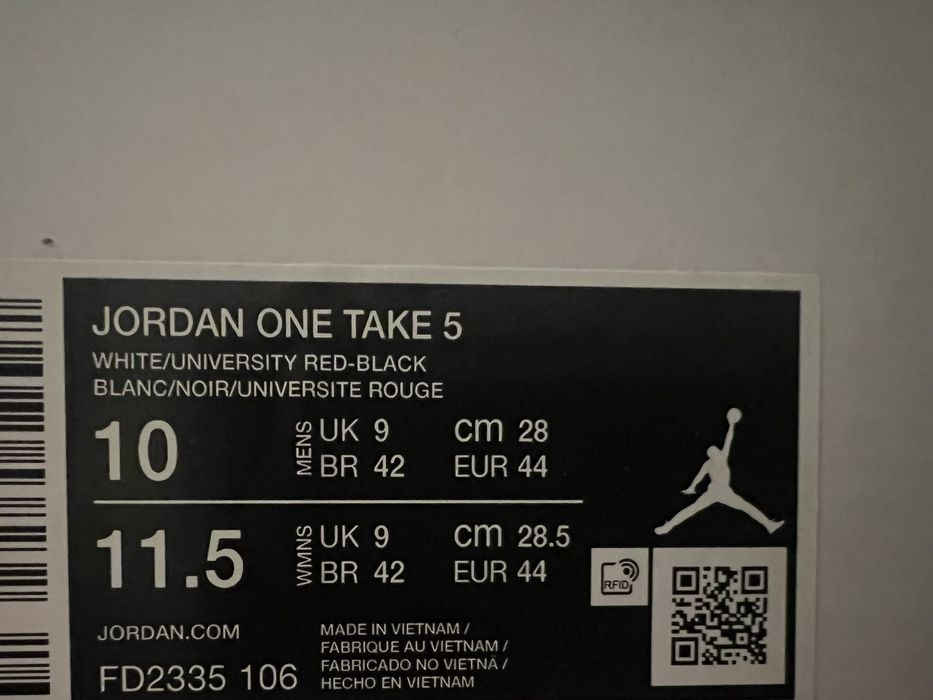 JORDAN ONE TAKE 5
WHITE/UNIVERSITY RED-BLACK
BLANC/NOIR/UNIVERSITE ROUGE
10 MENS UK 9 cm 28
BR 42 EUR 44
11.5 WMNS UK 9 cm 28.5
BR 42 EUR 44
RFID
JORDAN.COM
FD2335 106
MADE IN VIETNAM /
FABRIQUE AU VIETNAM /
FABRICADO NO VIETNÃ /
HECHO EN VIETNAM